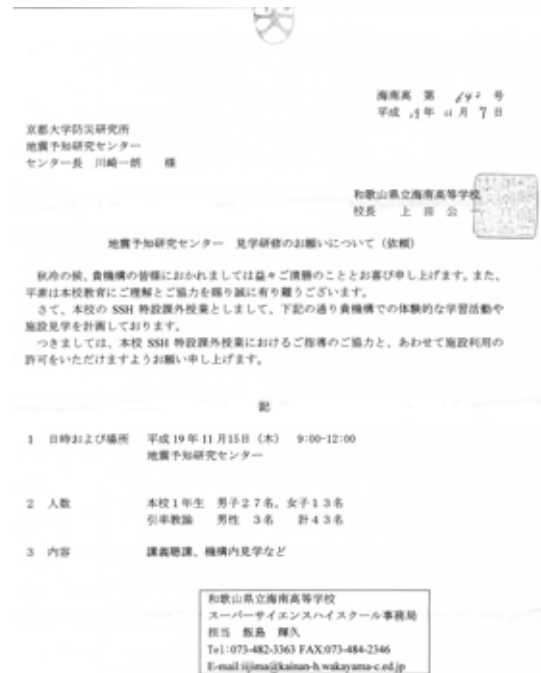 海南高 第 642 号
平成 19年 11月 7日
京都大学防災研究所
地震予知研究センター
センター長 川崎一朗 様
和歌山県立海南高等学校
校長 上田公一
地震予知研究センター 見学研修のお願いについて(依頼)
秋冷の候、貴機構の皆様におかれましては益々ご清勝のこととお喜び申し上げます。また、
平素は本校教育にご理解とご協力を賜り誠に有り難うございます。
さて、本校の SSH 特設課外授業としまして、下記の通り貴機構での体験的な学習活動や
施設見学を計画しております。
つきましては、本校 SSH 特設課外授業におけるご指導のご協力と、あわせて施設利用の
許可をいただけますようお願い申し上げます。
記
1 日時および場所 平成 19 年 11 月15日(木) 9:00-12:00
地震予知研究センター
2 人数 本校1年生 男子27名, 女子13名
引率教諭 男性 3名 計43名
3 内容 講義聴講、機構内見学など
和歌山県立海南高等学校
スーパーサイエンスハイスクール事務局
担当 飯島 輝久
Tel:073-482-3363 FAX:073-484-2346
E-mail:iijima@kainan-h.wakayama-c.ed.jp